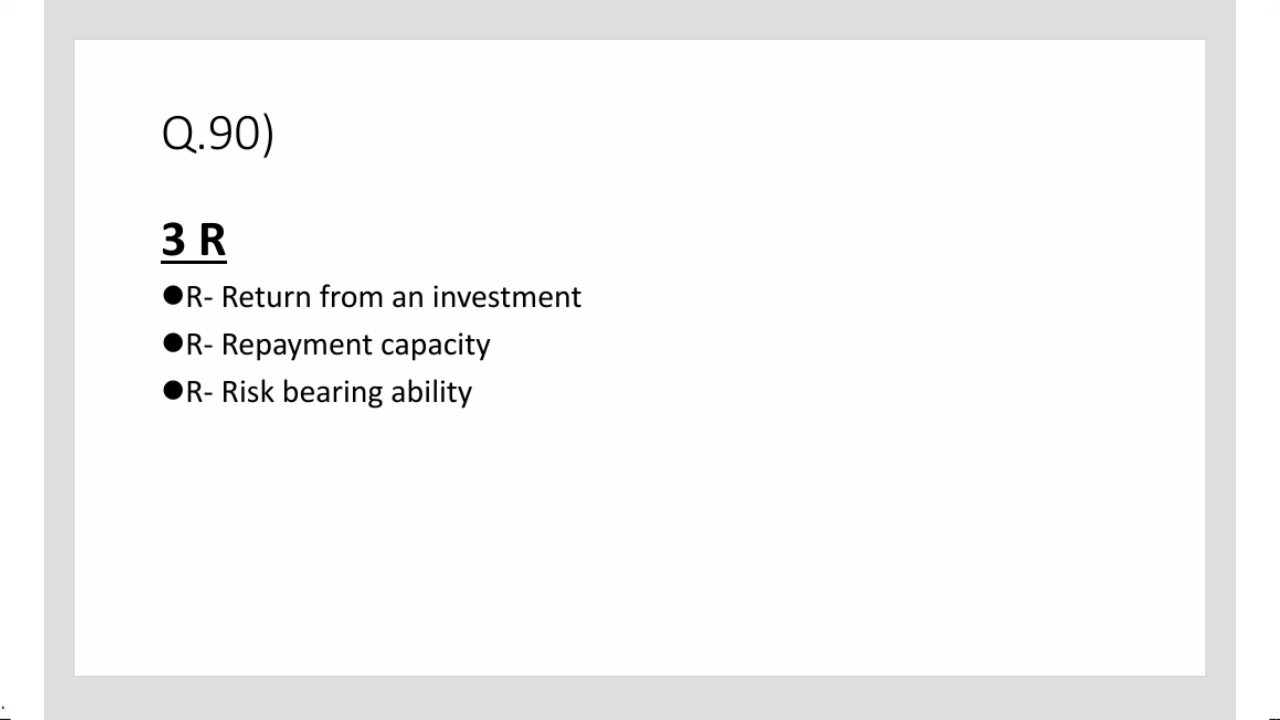 Q.90)
3 R
●R- Return from an investment
●R- Repayment capacity
●R- Risk bearing ability